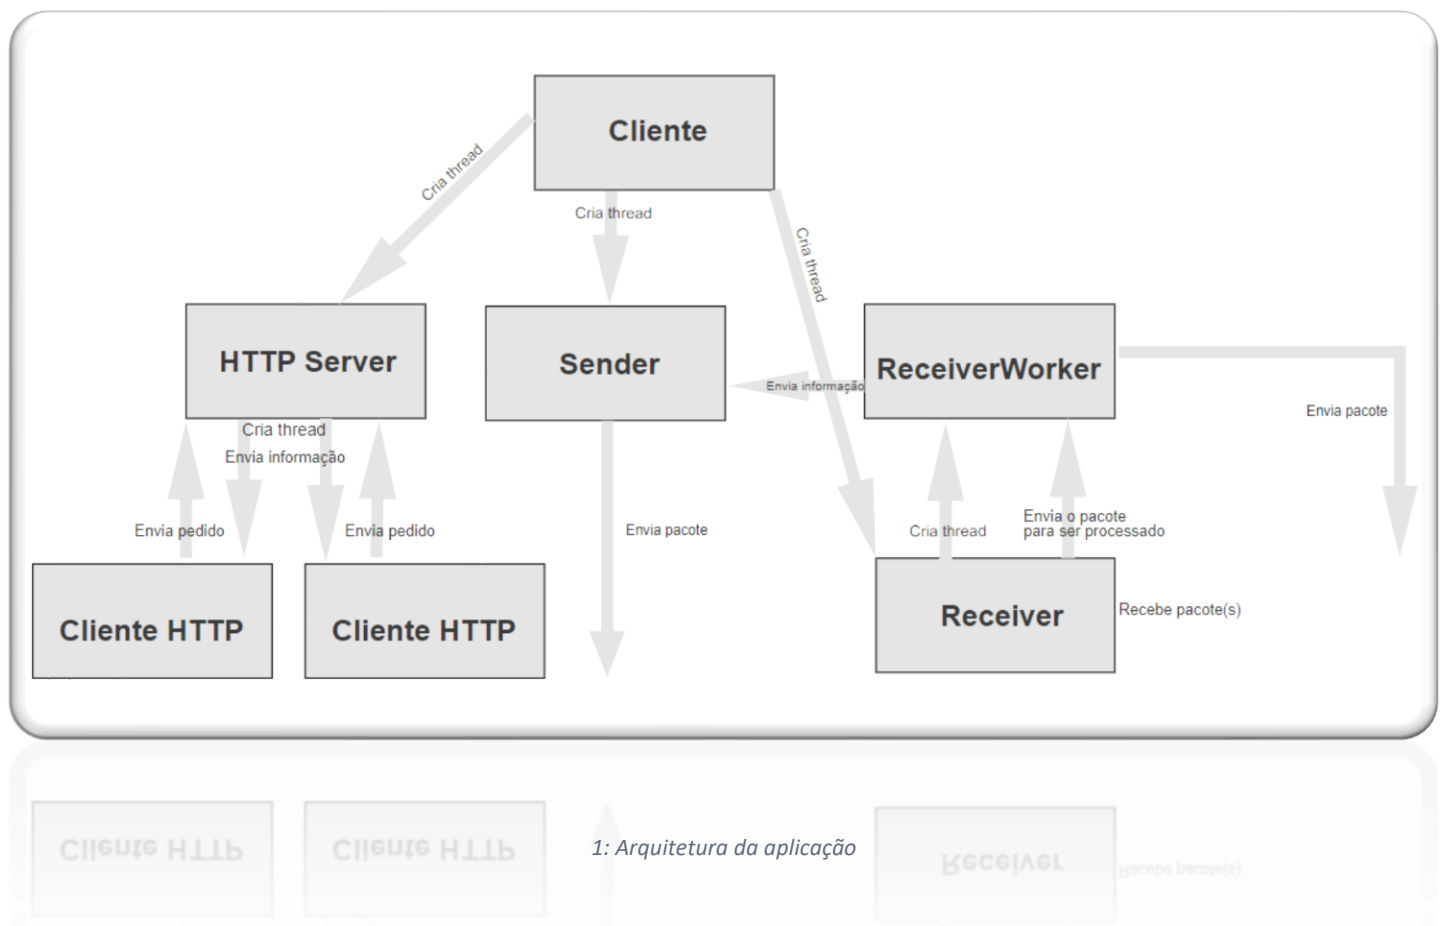 Cliente
Cria thread
Cria thread
Cria thread
HTTP Server
Sender
ReceiverWorker
Envia informação
Envia pacote
Cria thread
Envia informação
Envia pedido
Envia pedido
Envia pacote
Cria thread
Envia o pacote
para ser processado
Cliente HTTP
Cliente HTTP
Receiver
Recebe pacote(s)
1: Arquitetura da aplicação